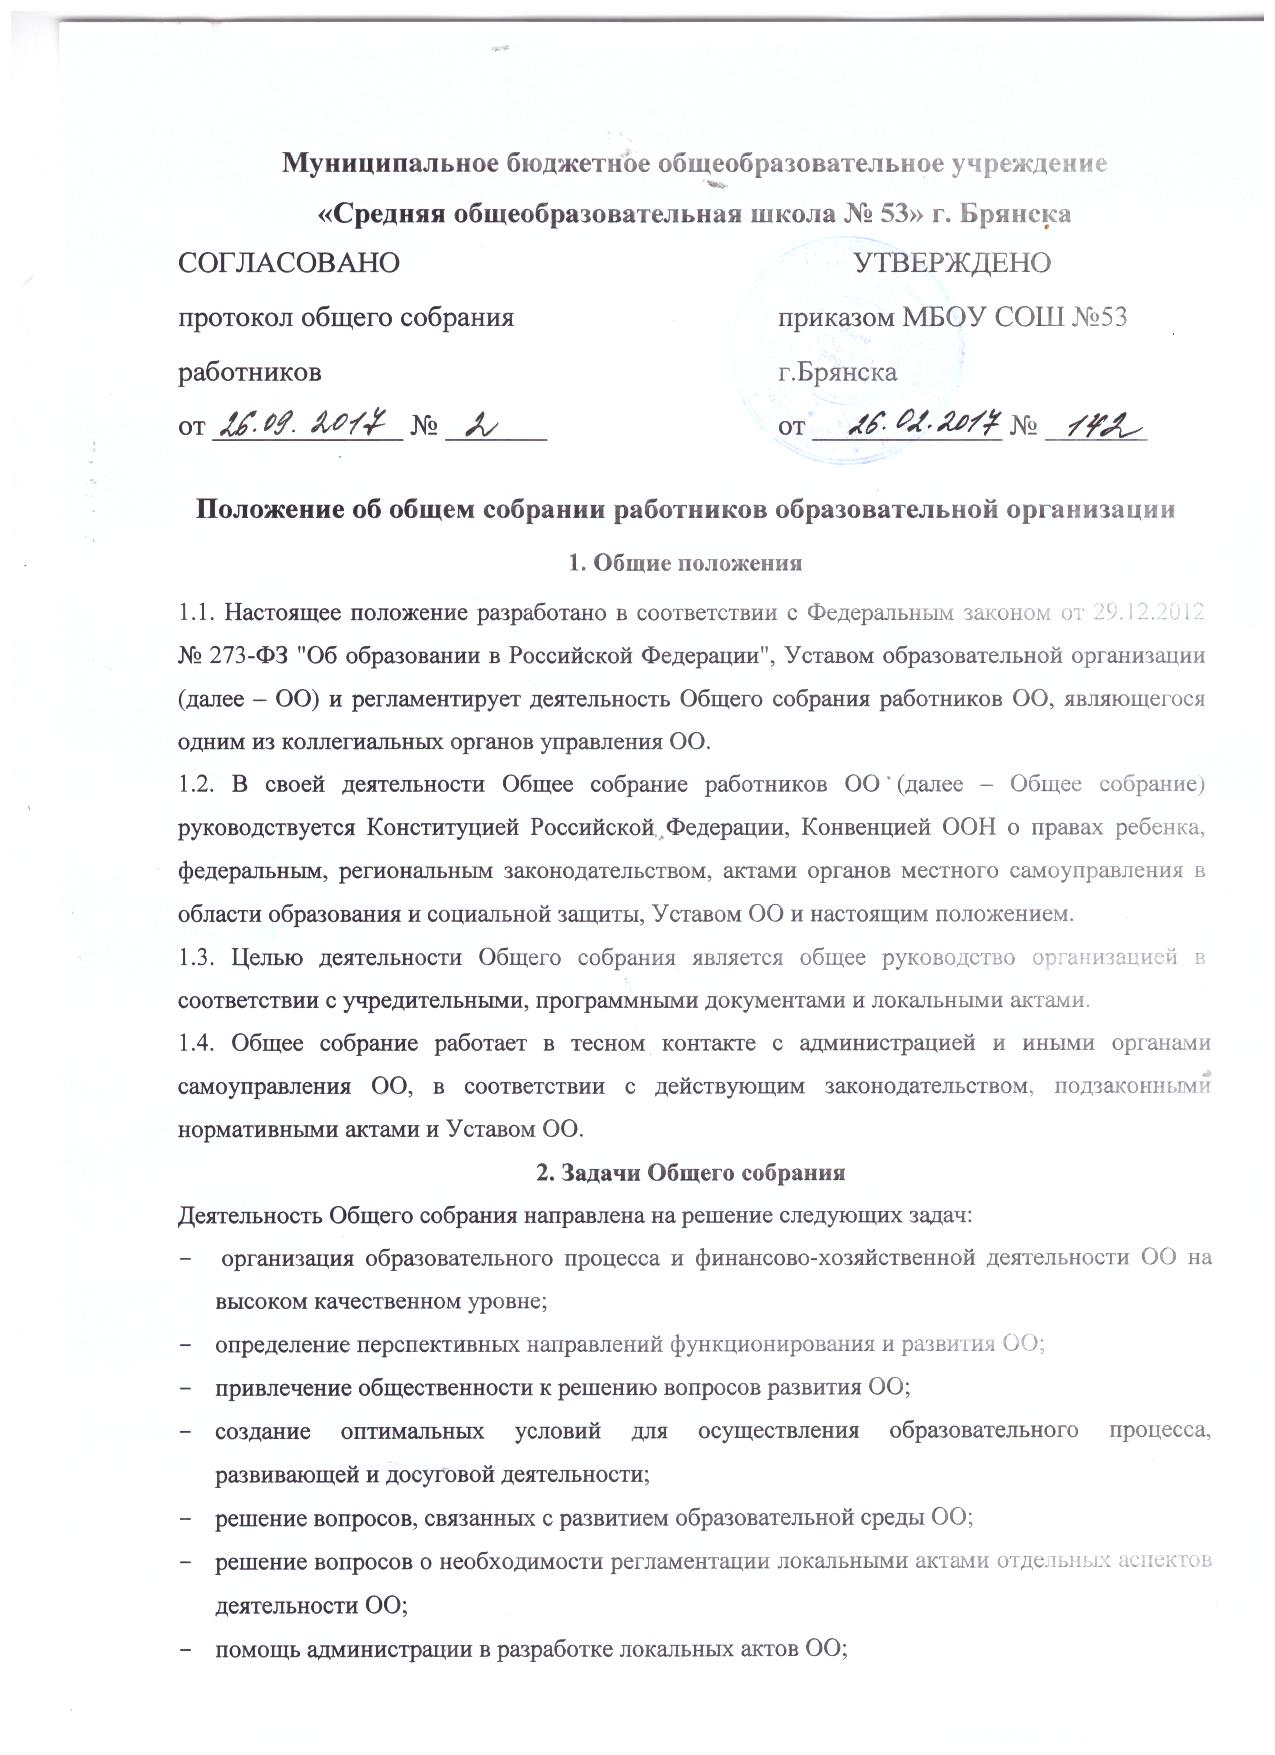 Муниципальное бюджетное общеобразовательное учреждение
«Средняя общеобразовательная школа № 53» г. Брянска
СОГЛАСОВАНО
протокол общего собрания
работников
от 26.09.2017 № 2
УТВЕРЖДЕНО
приказом МБОУ СОШ №53
г.Брянска
от 26.02.2017 № 142
Положение об общем собрании работников образовательной организации
1. Общие положения
1.1. Настоящее положение разработано в соответствии с Федеральным законом от 29.12.2012
№ 273-ФЗ "Об образовании в Российской Федерации", Уставом образовательной организации
(далее – ОО) и регламентирует деятельность Общего собрания работников ОО, являющегося
одним из коллегиальных органов управления ОО.
1.2. В своей деятельности Общее собрание работников ОО (далее – Общее собрание)
руководствуется Конституцией Российской Федерации, Конвенцией ООН о правах ребенка,
федеральным, региональным законодательством, актами органов местного самоуправления в
области образования и социальной защиты, Уставом ОО и настоящим положением.
1.3. Целью деятельности Общего собрания является общее руководство организацией в
соответствии с учредительными, программными документами и локальными актами.
1.4. Общее собрание работает в тесном контакте с администрацией и иными органами
самоуправления ОО, в соответствии с действующим законодательством, подзаконными
нормативными актами и Уставом ОО.
2. Задачи Общего собрания
Деятельность Общего собрания направлена на решение следующих задач:
− организация образовательного процесса и финансово-хозяйственной деятельности ОО на
высоком качественном уровне;
− определение перспективных направлений функционирования и развития ОО;
− привлечение общественности к решению вопросов развития ОО;
− создание оптимальных условий для осуществления образовательного процесса,
развивающей и досуговой деятельности;
− решение вопросов, связанных с развитием образовательной среды ОО;
− решение вопросов о необходимости регламентации локальными актами отдельных аспектов
деятельности ОО;
− помощь администрации в разработке локальных актов ОО;